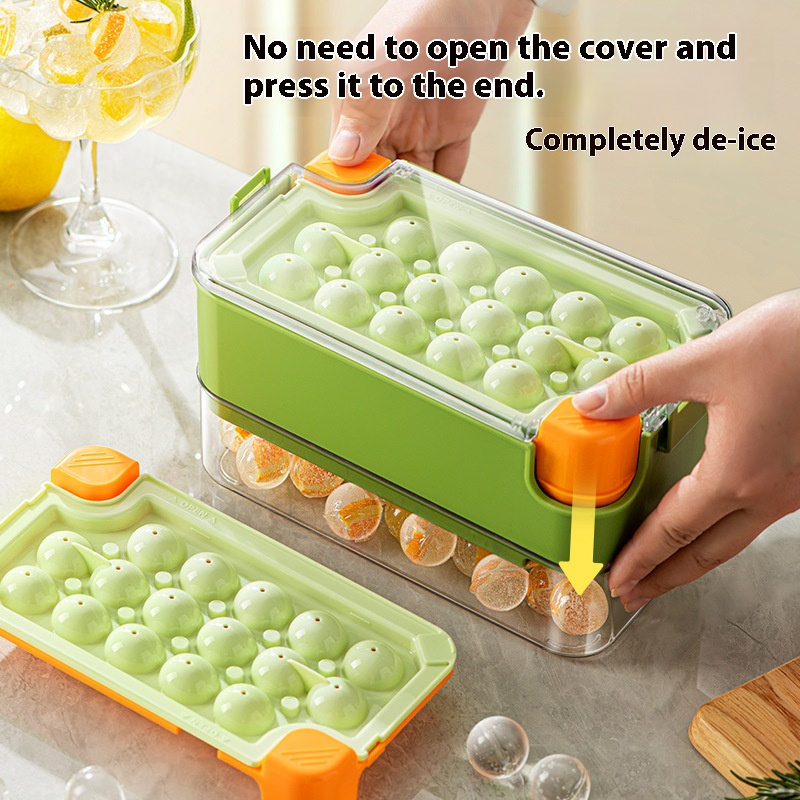 No need to open the cover and
press it to the end.
Completely de-ice